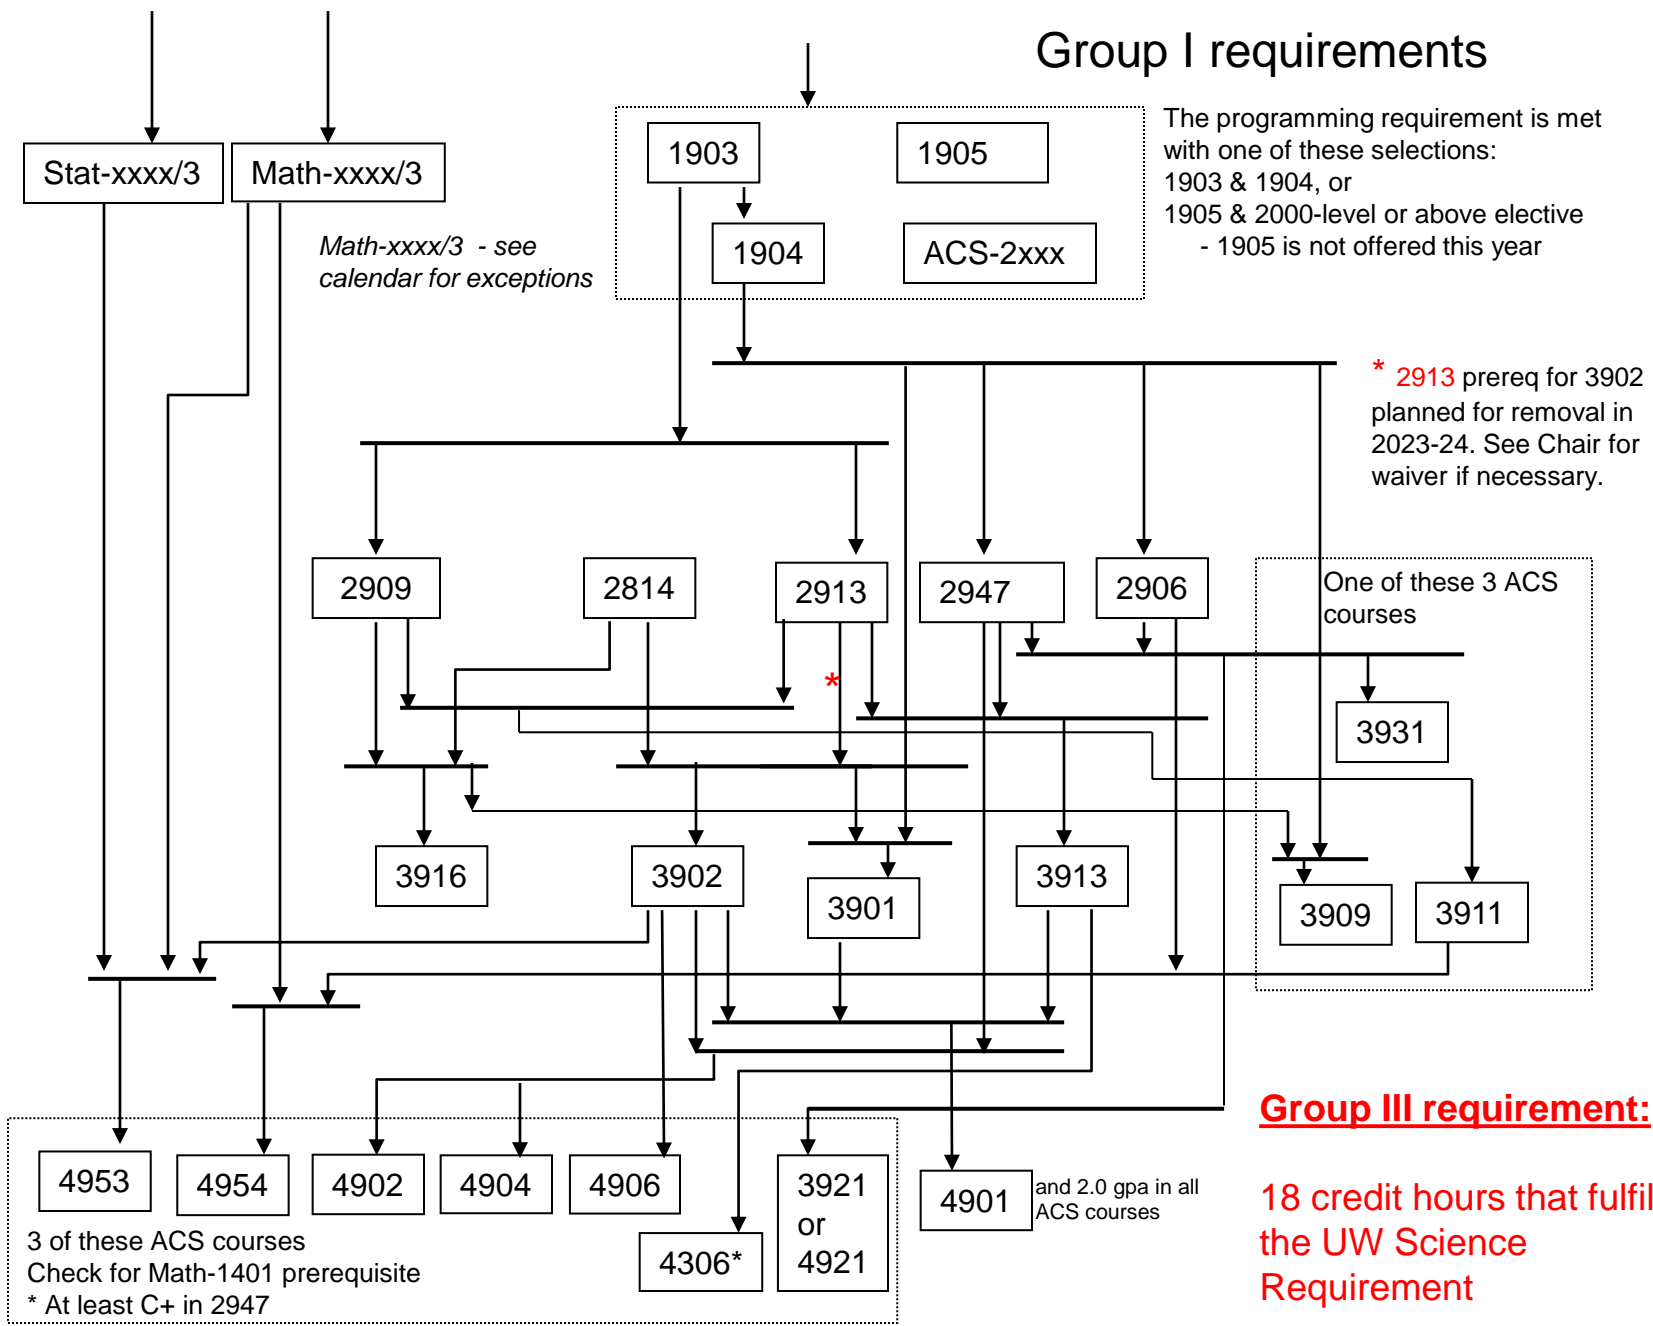 Group I requirements
The programming requirement is met
with one of these selections:
1903 & 1904, or
1905 & 2000-level or above elective
- 1905 is not offered this year
1903
1905
Stat-xxxx/3
Math-xxxx/3
1904
ACS-2xxx
Math-xxxx/3 - see
calendar for exceptions
* 2913 prereq for 3902
planned for removal in
2023-24. See Chair for
waiver if necessary.
2909
2814
2913
2947
2906
One of these 3 ACS
courses
*
3931
3916
3902
3901
3913
3909
3911
Group III requirement:
18 credit hours that fulfil
the UW Science
Requirement
4953
4954
4902
4904
4906
3921
or
4921
4901
and 2.0 gpa in all
ACS courses
4306*
3 of these ACS courses
Check for Math-1401 prerequisite
* At least C+ in 2947